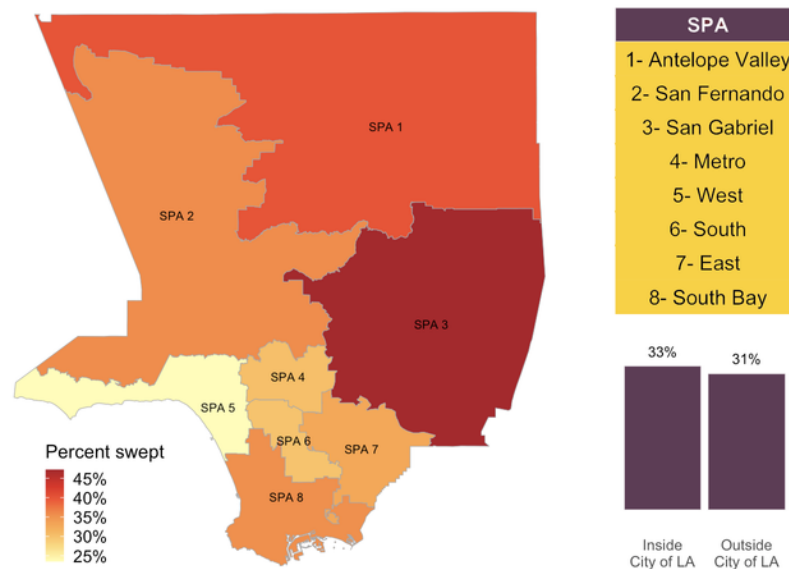 SPA 1
SPA 2
SPA 3
SPA 4
SPA 5
SPA 6
SPA 7
SPA 8
Percent swept
45%
40%
35%
30%
25%
SPA
1- Antelope Valley
2- San Fernando
3- San Gabriel
4- Metro
5- West
6- South
7- East
8- South Bay
33%
31%
Inside
City of LA
Outside
City of LA